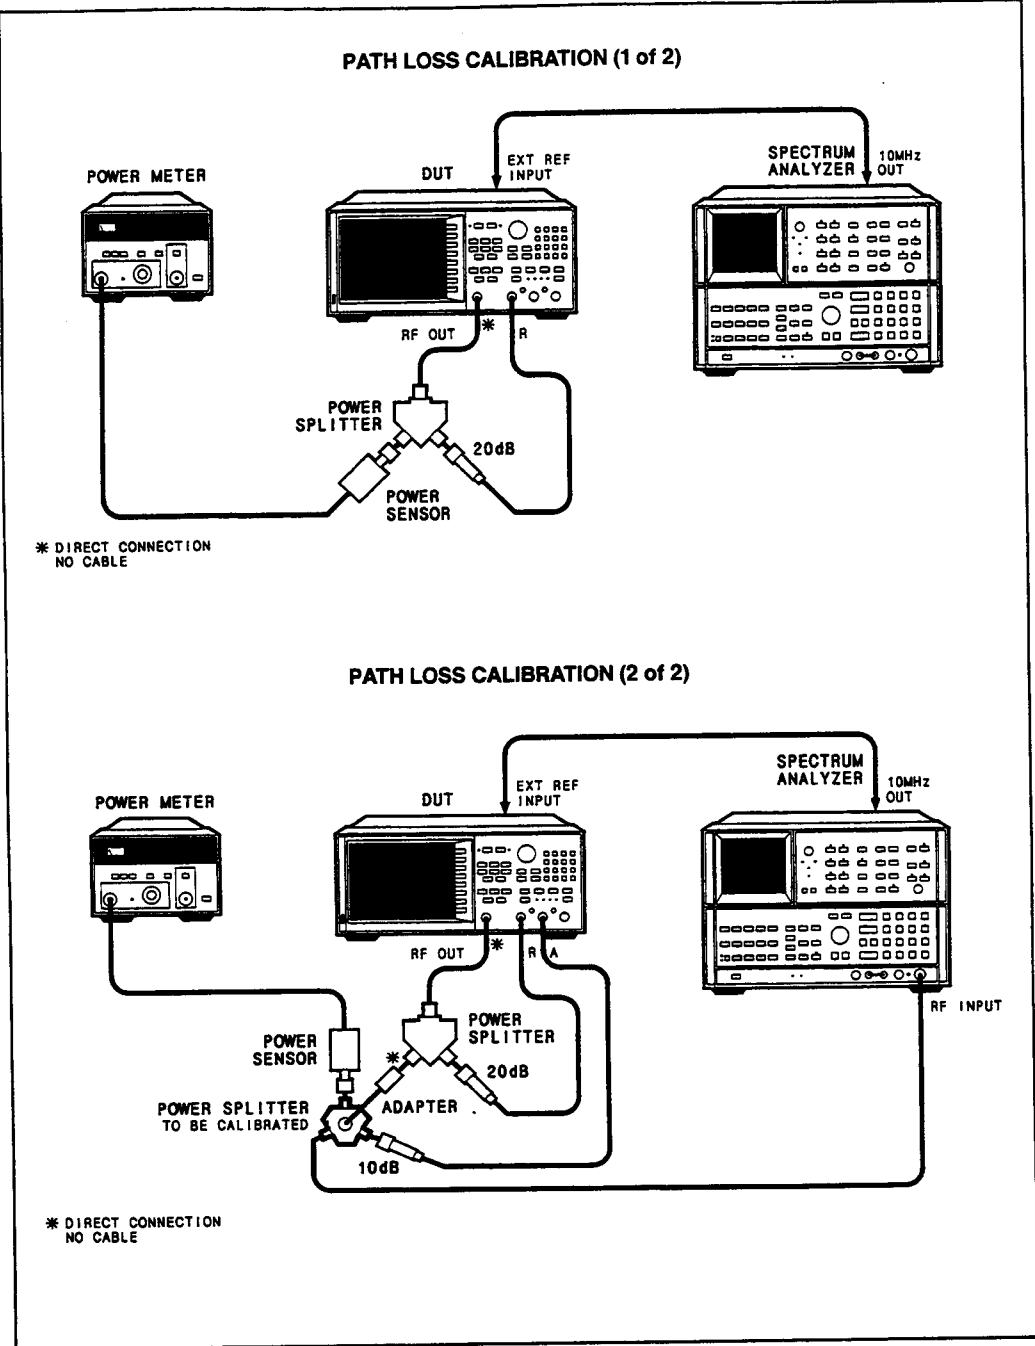 PATH LOSS CALIBRATION (1 of 2)
POWER METER
DUT
EXT REF
INPUT
SPECTRUM
ANALYZER
10MHz
OUT
RF OUT
*
R
POWER
SPLITTER
20dB
POWER
SENSOR
* DIRECT CONNECTION
NO CABLE
PATH LOSS CALIBRATION (2 of 2)
POWER METER
DUT
EXT REF
INPUT
SPECTRUM
ANALYZER
10MHz
OUT
RF OUT
*
R
A
RF INPUT
POWER
SPLITTER
POWER
SENSOR
*
20dB
ADAPTER
POWER SPLITTER
TO BE CALIBRATED
10dB
* DIRECT CONNECTION
NO CABLE